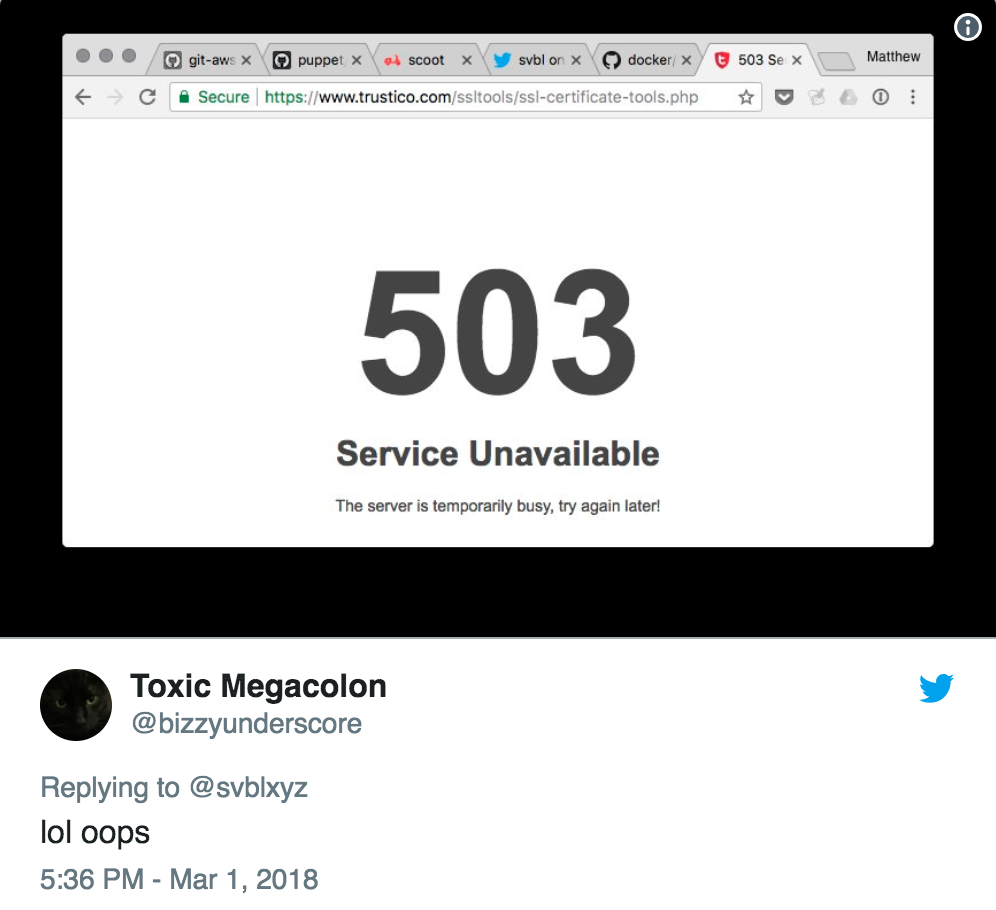 git-aws
puppet
scoot
svbl on
docker/
503 Se
Matthew
Secure
https://www.trustico.com/ssltools/ssl-certificate-tools.php
503
Service Unavailable
The server is temporarily busy, try again later!
Toxic Megacolon
@bizzyunderscore
Replying to @svblxyz
lol oops
5:36 PM - Mar 1, 2018